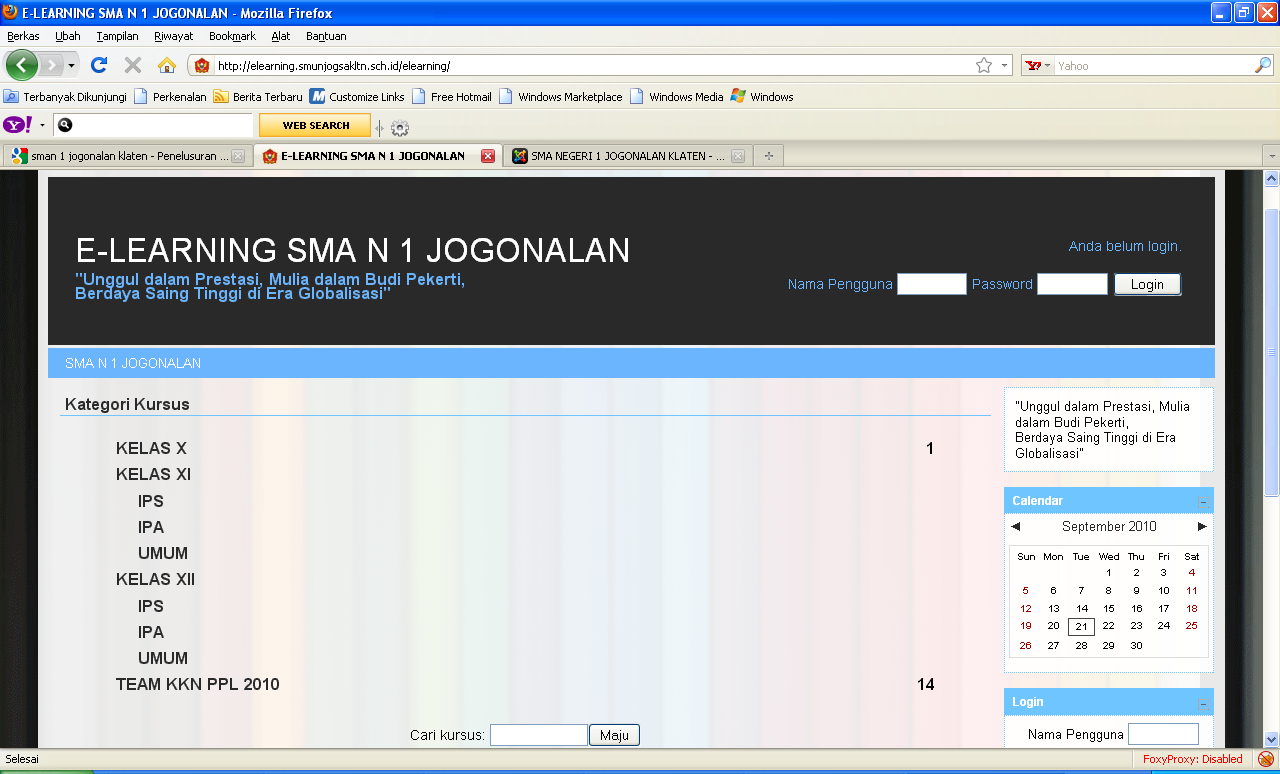 E-LEARNING SMA N 1 JOGONALAN - Mozilla Firefox
Berkas Ubah Tampilan Riwayat Bookmark Alat Bantuan
http://elearning.smunjogsakltn.sch.id/elearning/
Yahoo
Terbanyak Dikunjungi Perkenalan Berita Terbaru Customize Links Free Hotmail Windows Marketplace Windows Media Windows
Y! WEB SEARCH
sman 1 jogonalan klaten - Penelusuran ... E-LEARNING SMA N 1 JOGONALAN SMA NEGERI 1 JOGONALAN KLATEN - ...
E-LEARNING SMA N 1 JOGONALAN
"Unggul dalam Prestasi, Mulia dalam Budi Pekerti,
Berdaya Saing Tinggi di Era Globalisasi"
Anda belum login.
Nama Pengguna Password Login
SMA N 1 JOGONALAN
Kategori Kursus
KELAS X 1
KELAS XI
IPS
IPA
UMUM
KELAS XII
IPS
IPA
UMUM
TEAM KKN PPL 2010 14
Cari kursus: Maju
"Unggul dalam Prestasi, Mulia
dalam Budi Pekerti,
Berdaya Saing Tinggi di Era
Globalisasi"
Calendar
September 2010
Sun Mon Tue Wed Thu Fri Sat
1 2 3 4
5 6 7 8 9 10 11
12 13 14 15 16 17 18
19 20 21 22 23 24 25
26 27 28 29 30
Login
Nama Pengguna
Selesai
FoxyProxy: Disabled